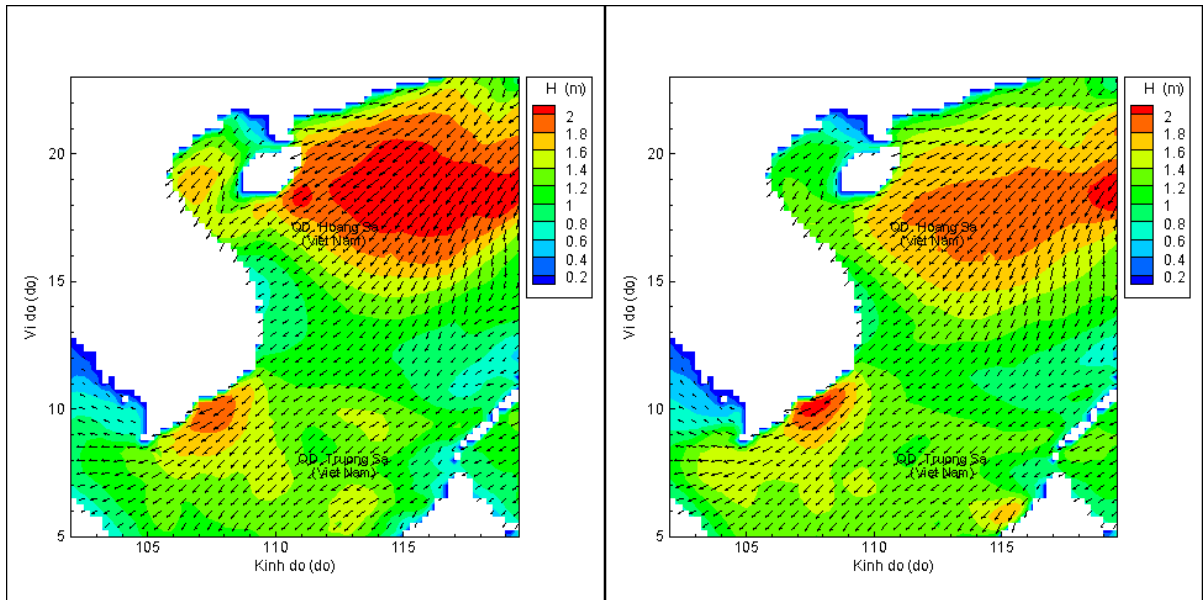 H (m)
2
1.8
1.6
1.4
1.2
1
0.8
0.6
0.4
0.2
20
15
10
5
Vi do (do)
105
110
115
Kinh do (do)
QD. Hoang Sa
(Viet Nam)
QD. Truong Sa
(Viet Nam)
H (m)
2
1.8
1.6
1.4
1.2
1
0.8
0.6
0.4
0.2
20
15
10
5
Vi do (do)
105
110
115
Kinh do (do)
QD. Hoang Sa
(Viet Nam)
QD. Truong Sa
(Viet Nam)